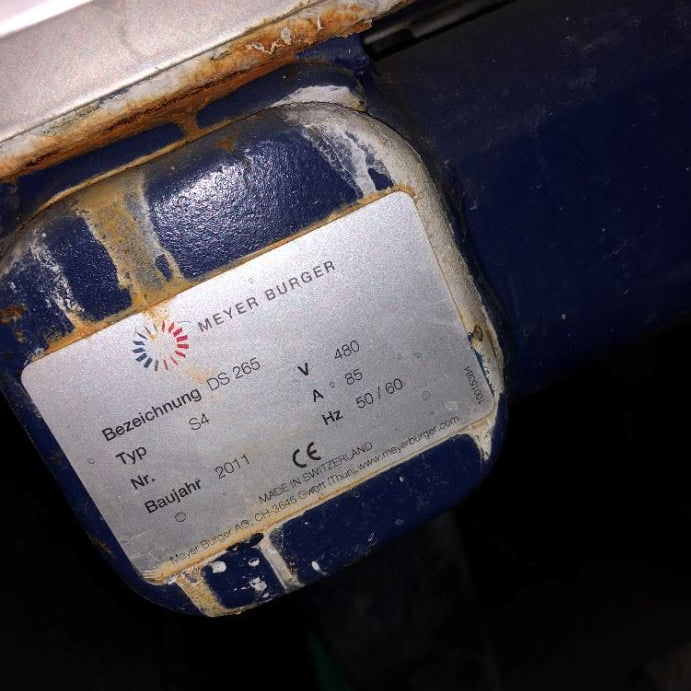 MEYER BURGER
Bezeichnung DS 265 V 480
Typ S4 A 85
Nr. Hz 50 / 60
Baujahr 2011 CE
MADE IN SWITZERLAND
Meyer Burger AG, CH-3645 Gwatt (Thun), www.meyerburger.com
10015084